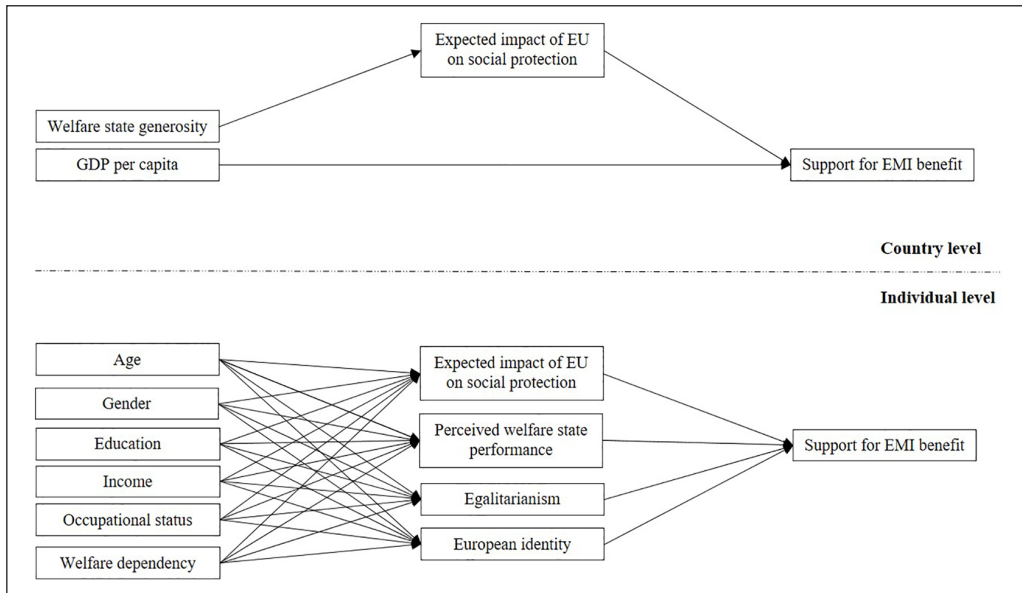 Expected impact of EU
on social protection
Welfare state generosity
GDP per capita
Support for EMI benefit
Country level
Individual level
Age
Gender
Education
Income
Occupational status
Welfare dependency
Expected impact of EU
on social protection
Perceived welfare state
performance
Egalitarianism
European identity
Support for EMI benefit